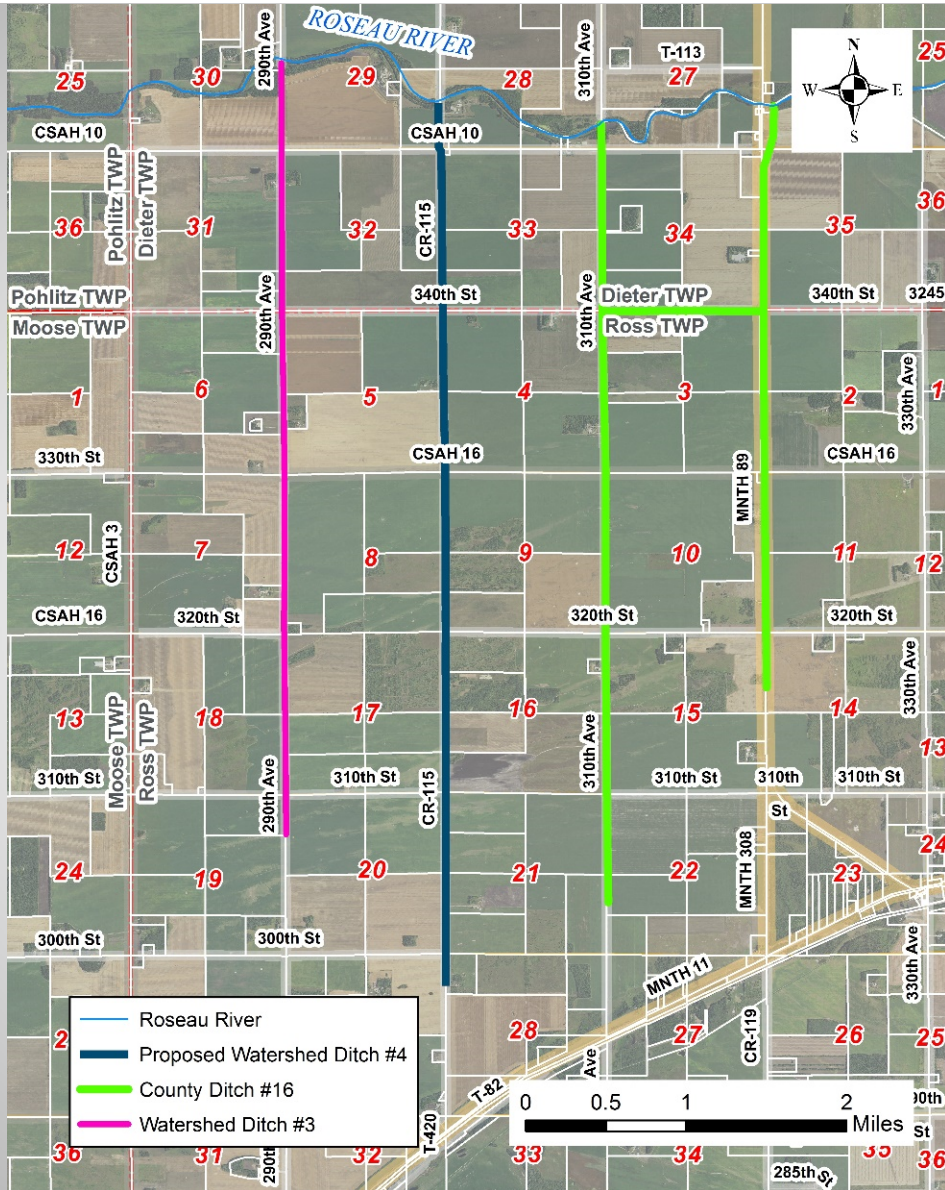 ROSEAU RIVER
290th Ave
310th Ave
T-113
N
W E
S
25
30
29
28
27
25
CSAH 10
CSAH 10
CSAH 10
Pohlitz TWP
Dieter TWP
36
31
32
CR-115
33
34
35
36
290th Ave
340th St
310th Ave
Dieter TWP
340th St
3245
Pohlitz TWP
Moose TWP
Ross TWP
1
6
5
4
3
2
330th Ave
1
330th St
CSAH 16
CSAH 16
MNTH 89
12
CSAH 3
7
8
9
10
11
12
CSAH 16
320th St
320th St
320th St
13
Moose TWP
Ross TWP
18
17
16
15
14
330th Ave
13
310th St
290th Ave
310th St
CR-115
310th Ave
310th St
310th
St
310th St
24
19
20
21
22
MNTH 308
23
24
300th St
300th St
330th Ave
MNTH 11
Roseau River
Proposed Watershed Ditch #4
County Ditch #16
Watershed Ditch #3
2
28
27
CR-119
26
25
T-82
Ave
0 0.5 1 2
Miles
90th
St
T-420
36
31
290t
32
33
34
285th St
35
36